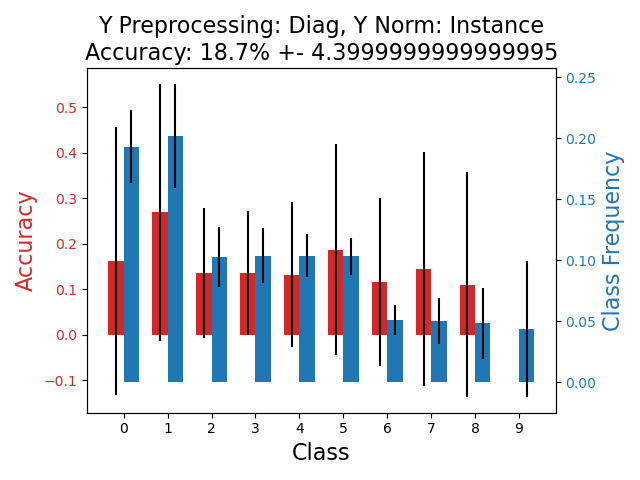 Y Preprocessing: Diag, Y Norm: Instance
Accuracy: 18.7% +- 4.3999999999999995
Accuracy
0.5
0.4
0.3
0.2
0.1
0.0
−0.1
0.25
0.20
0.15
0.10
0.05
0.00
Class Frequency
0 1 2 3 4 5 6 7 8 9
Class